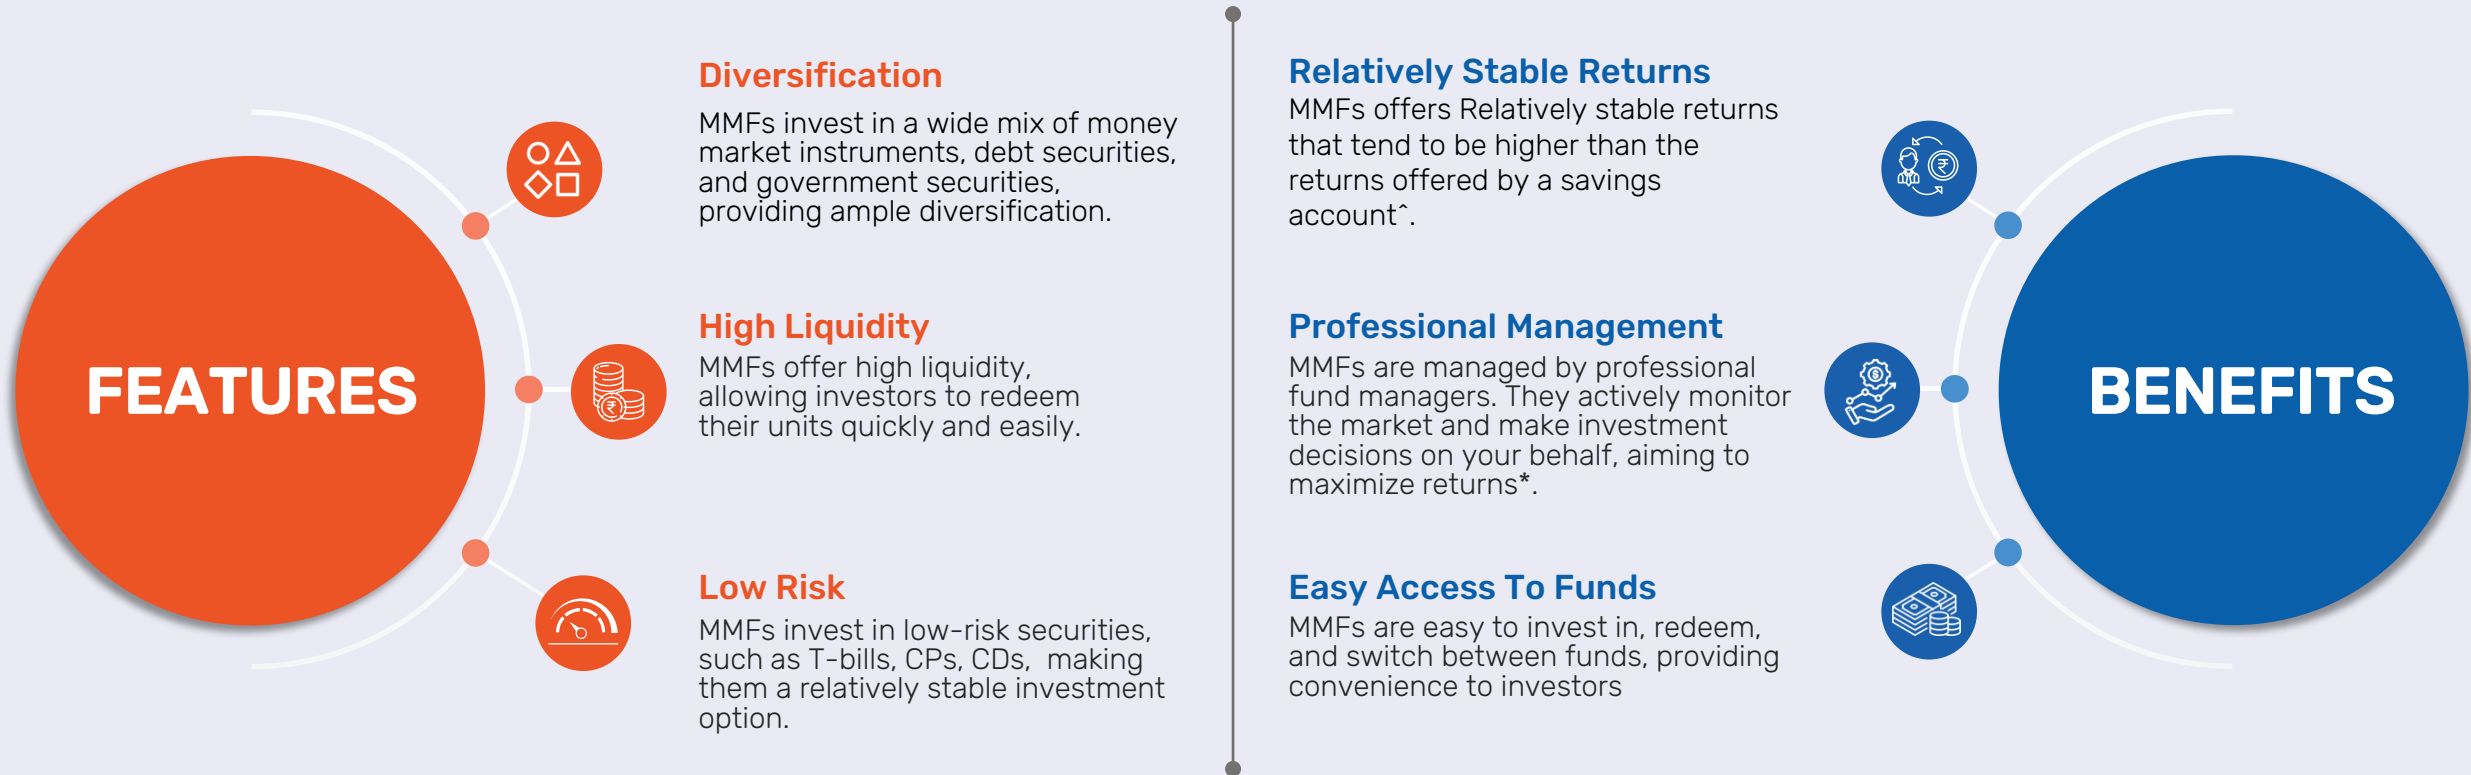 FEATURES
Diversification
MMFs invest in a wide mix of money
market instruments, debt securities,
and government securities,
providing ample diversification.
High Liquidity
MMFs offer high liquidity,
allowing investors to redeem
their units quickly and easily.
Low Risk
MMFs invest in low-risk securities,
such as T-bills, CPs, CDs,  making
them a relatively stable investment
option.
Relatively Stable Returns
MMFs offers Relatively stable returns
that tend to be higher than the
returns offered by a savings
account^.
Professional Management
MMFs are managed by professional
fund managers. They actively monitor
the market and make investment
decisions on your behalf, aiming to
maximize returns*.
Easy Access To Funds
MMFs are easy to invest in, redeem,
and switch between funds, providing
convenience to investors
BENEFITS